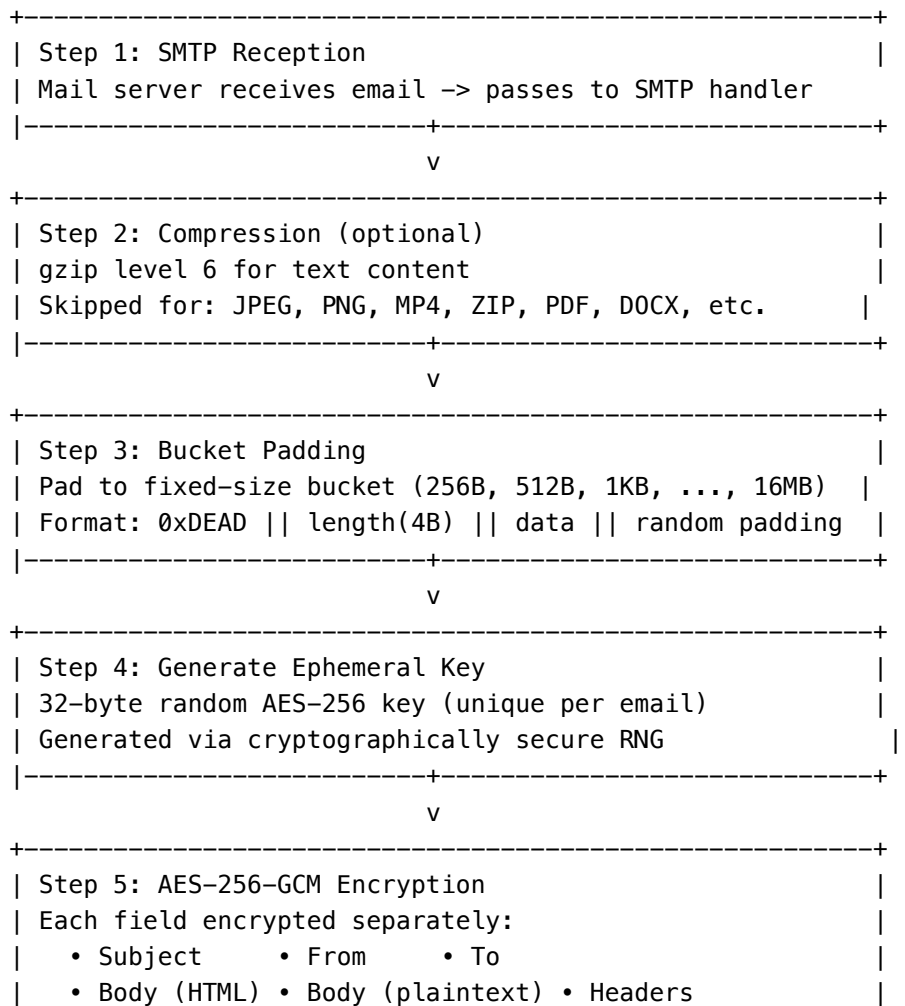 +---------------------------------------------------------+
| Step 1: SMTP Reception                                  |
| Mail server receives email -> passes to SMTP handler
|---------------------------+-----------------------------+
                            v
+---------------------------------------------------------+
| Step 2: Compression (optional)                          |
| gzip level 6 for text content                           |
| Skipped for: JPEG, PNG, MP4, ZIP, PDF, DOCX, etc.      |
|---------------------------+-----------------------------+
                            v
+---------------------------------------------------------+
| Step 3: Bucket Padding                                  |
| Pad to fixed-size bucket (256B, 512B, 1KB, ..., 16MB)  |
| Format: 0xDEAD || length(4B) || data || random padding  |
|---------------------------+-----------------------------+
                            v
+---------------------------------------------------------+
| Step 4: Generate Ephemeral Key                          |
| 32-byte random AES-256 key (unique per email)           |
| Generated via cryptographically secure RNG               |
|---------------------------+-----------------------------+
                            v
+---------------------------------------------------------+
| Step 5: AES-256-GCM Encryption                          |
| Each field encrypted separately:                        |
|   • Subject     • From     • To                         |
|   • Body (HTML) • Body (plaintext) • Headers            |